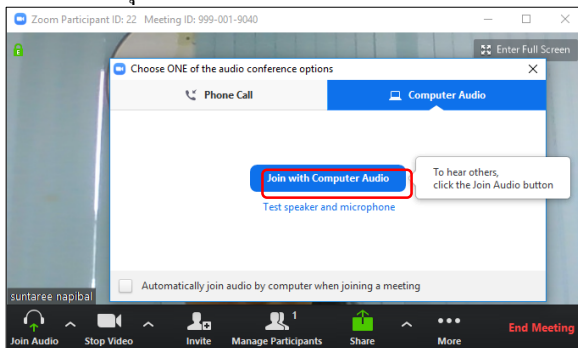 Zoom Participant ID: 22 Meeting ID: 999-001-9040
Enter Full Screen
Choose ONE of the audio conference options
Phone Call
Computer Audio
Join with Computer Audio
To hear others,
click the Join Audio button
Test speaker and microphone
Automatically join audio by computer when joining a meeting
suntaree napibal
1
Join Audio
Stop Video
Invite
Manage Participants
Share
More
End Meeting